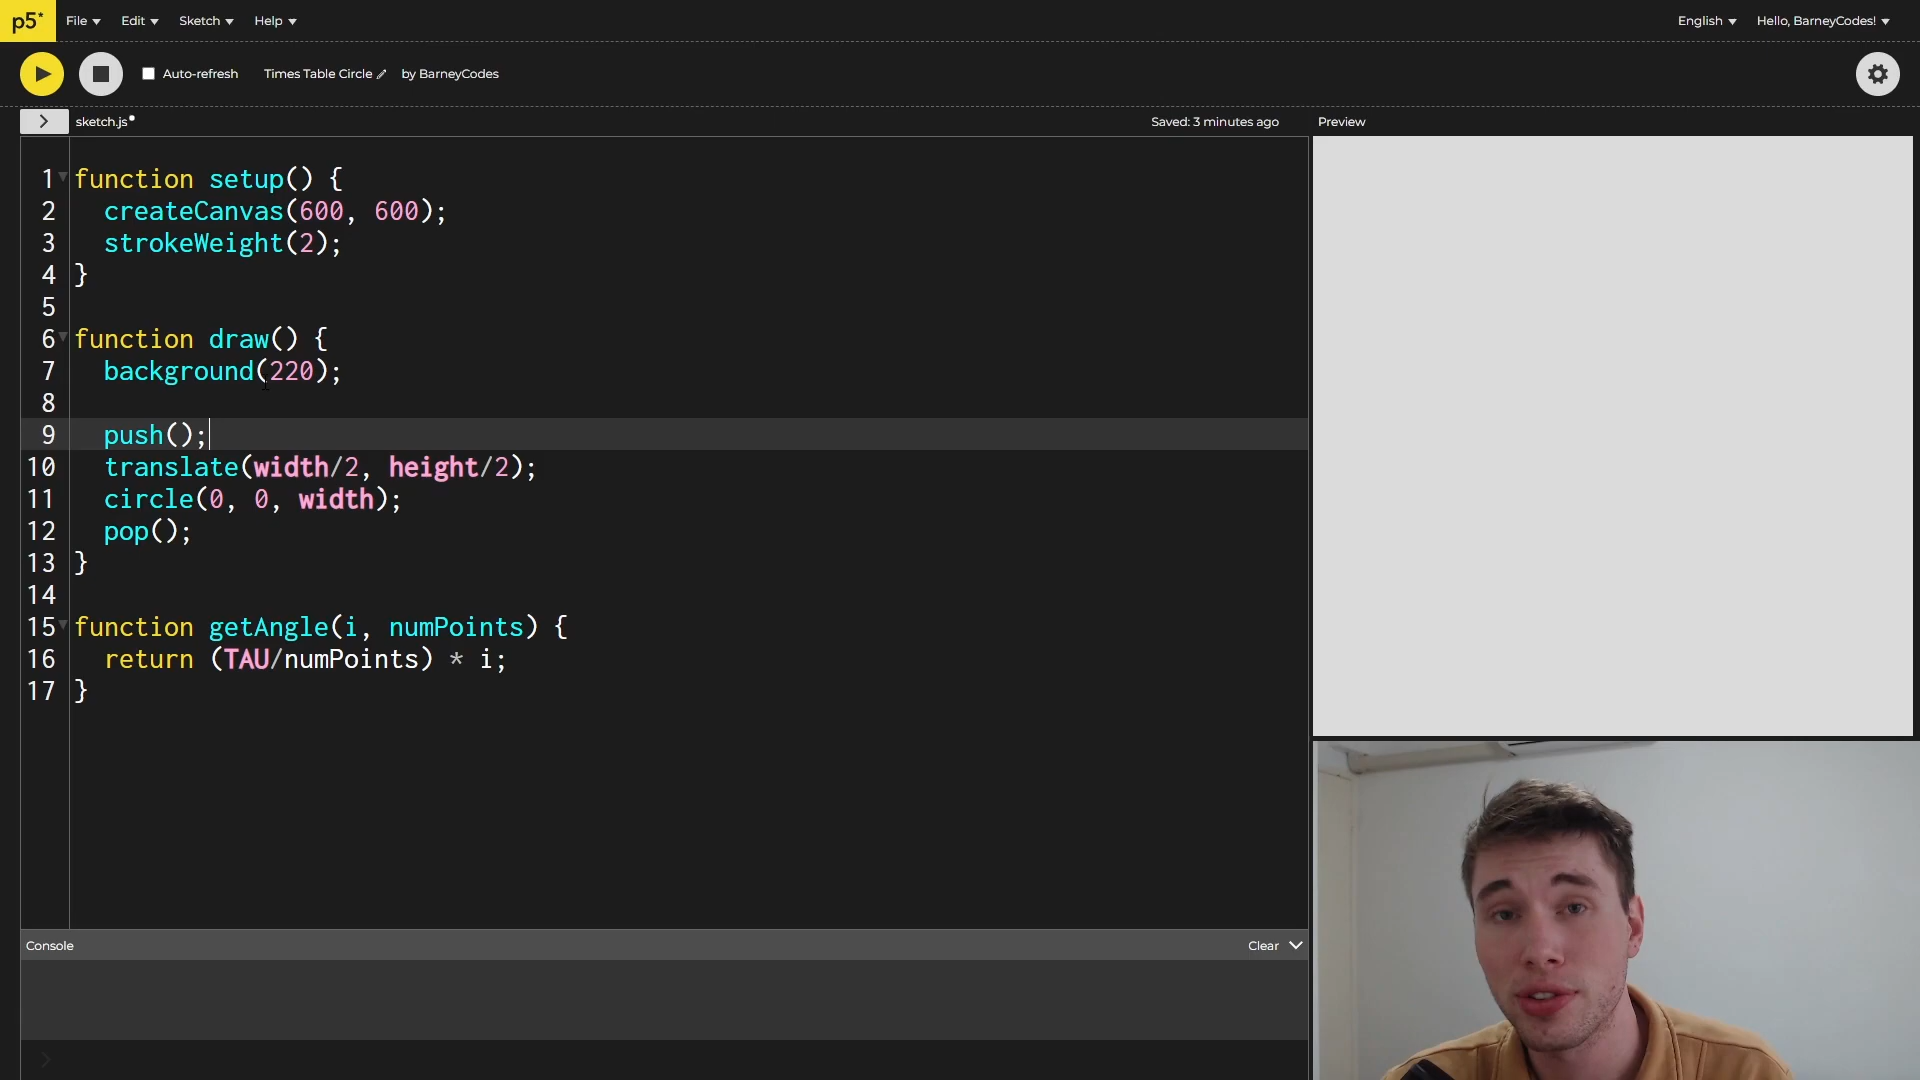 p5*
File
Edit
Sketch
Help
English
Hello, BarneyCodes!
Auto-refresh
Times Table Circle
by BarneyCodes
sketch.js
Saved: 3 minutes ago
Preview
1 function setup() {
2   createCanvas(600, 600);
3   strokeWeight(2);
4 }
5
6 function draw() {
7   background(220);
8
9   push();
10   translate(width/2, height/2);
11   circle(0, 0, width);
12   pop();
13 }
14
15 function getAngle(i, numPoints) {
16   return (TAU/numPoints) * i;
17 }
Console
Clear